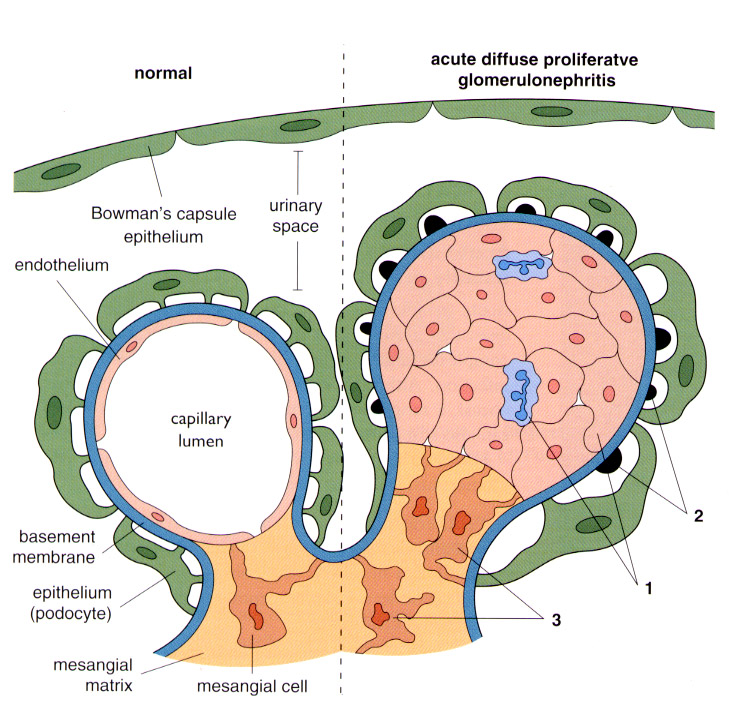 normal
acute diffuse proliferatve
glomerulonephritis
Bowman's capsule
epithelium
urinary
space
endothelium
capillary
lumen
basement
membrane
epithelium
(podocyte)
mesangial
matrix
mesangial cell
2
1
3